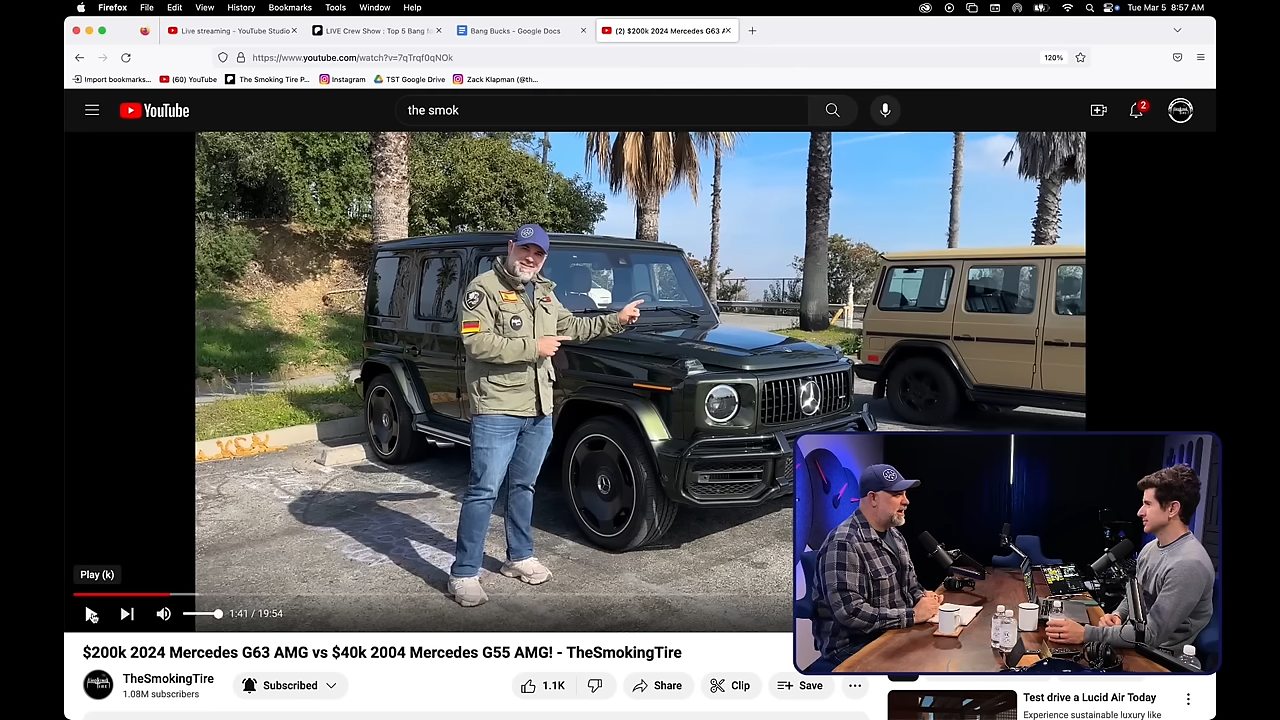 Firefox File Edit View History Bookmarks Tools Window Help Tue Mar 5 8:57 AM
Live streaming - YouTube Studio LIVE Crew Show : Top 5 Bang fo Bang Bucks - Google Docs (2) $200k 2024 Mercedes G63 A
https://www.youtube.com/watch?v=7qTrqf0qNOk 120%
Import bookmarks... (60) YouTube The Smoking Tire P... Instagram TST Google Drive Zack Klapman (@th...
YouTube the smok 2
Play (k)
1:41 / 19:54
$200k 2024 Mercedes G63 AMG vs $40k 2004 Mercedes G55 AMG! - TheSmokingTire
TheSmokingTire
1.08M subscribers
Subscribed 1.1K Share Clip Save
Test drive a Lucid Air Today
Experience sustainable luxury like